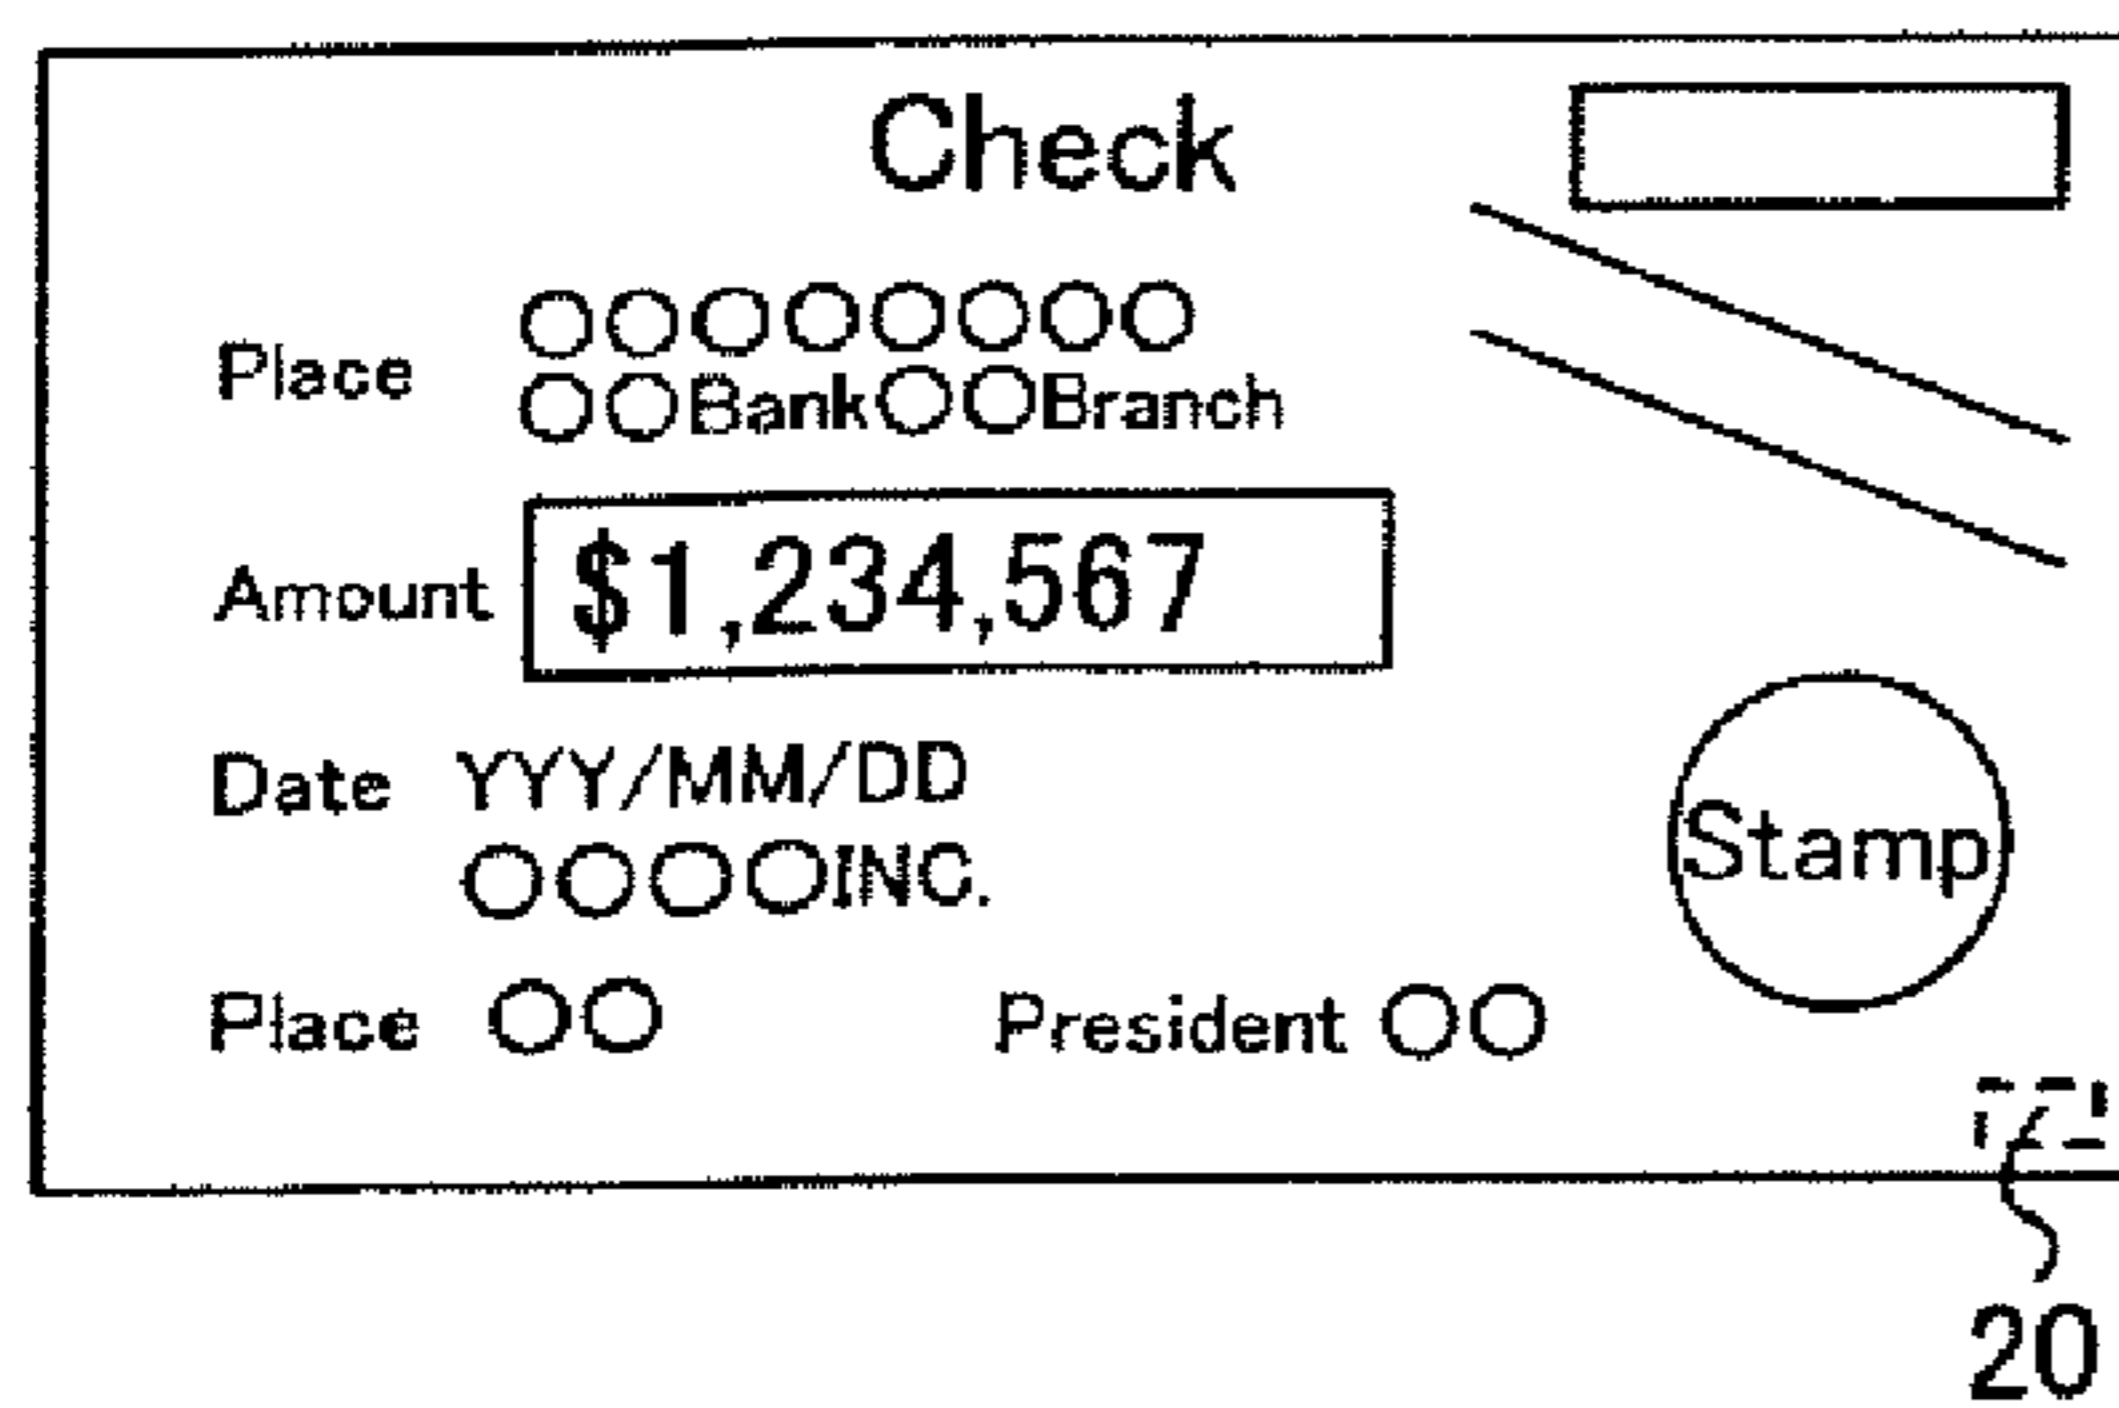 Check
Place ○○○○○○○○
○○Bank○○Branch
Amount $1,234,567
Date YYY/MM/DD
○○○○INC.
Stamp
Place ○○ President ○○
20